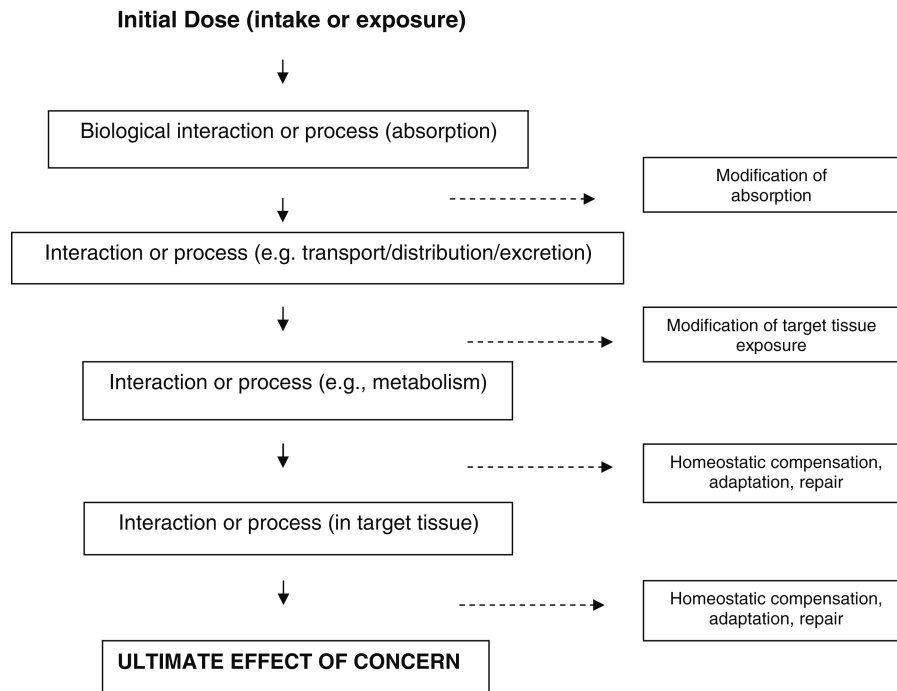 Initial Dose (intake or exposure)
Biological interaction or process (absorption)
Modification of
absorption
Interaction or process (e.g. transport/distribution/excretion)
Modification of target tissue
exposure
Interaction or process (e.g., metabolism)
Homeostatic compensation,
adaptation, repair
Interaction or process (in target tissue)
Homeostatic compensation,
adaptation, repair
ULTIMATE EFFECT OF CONCERN